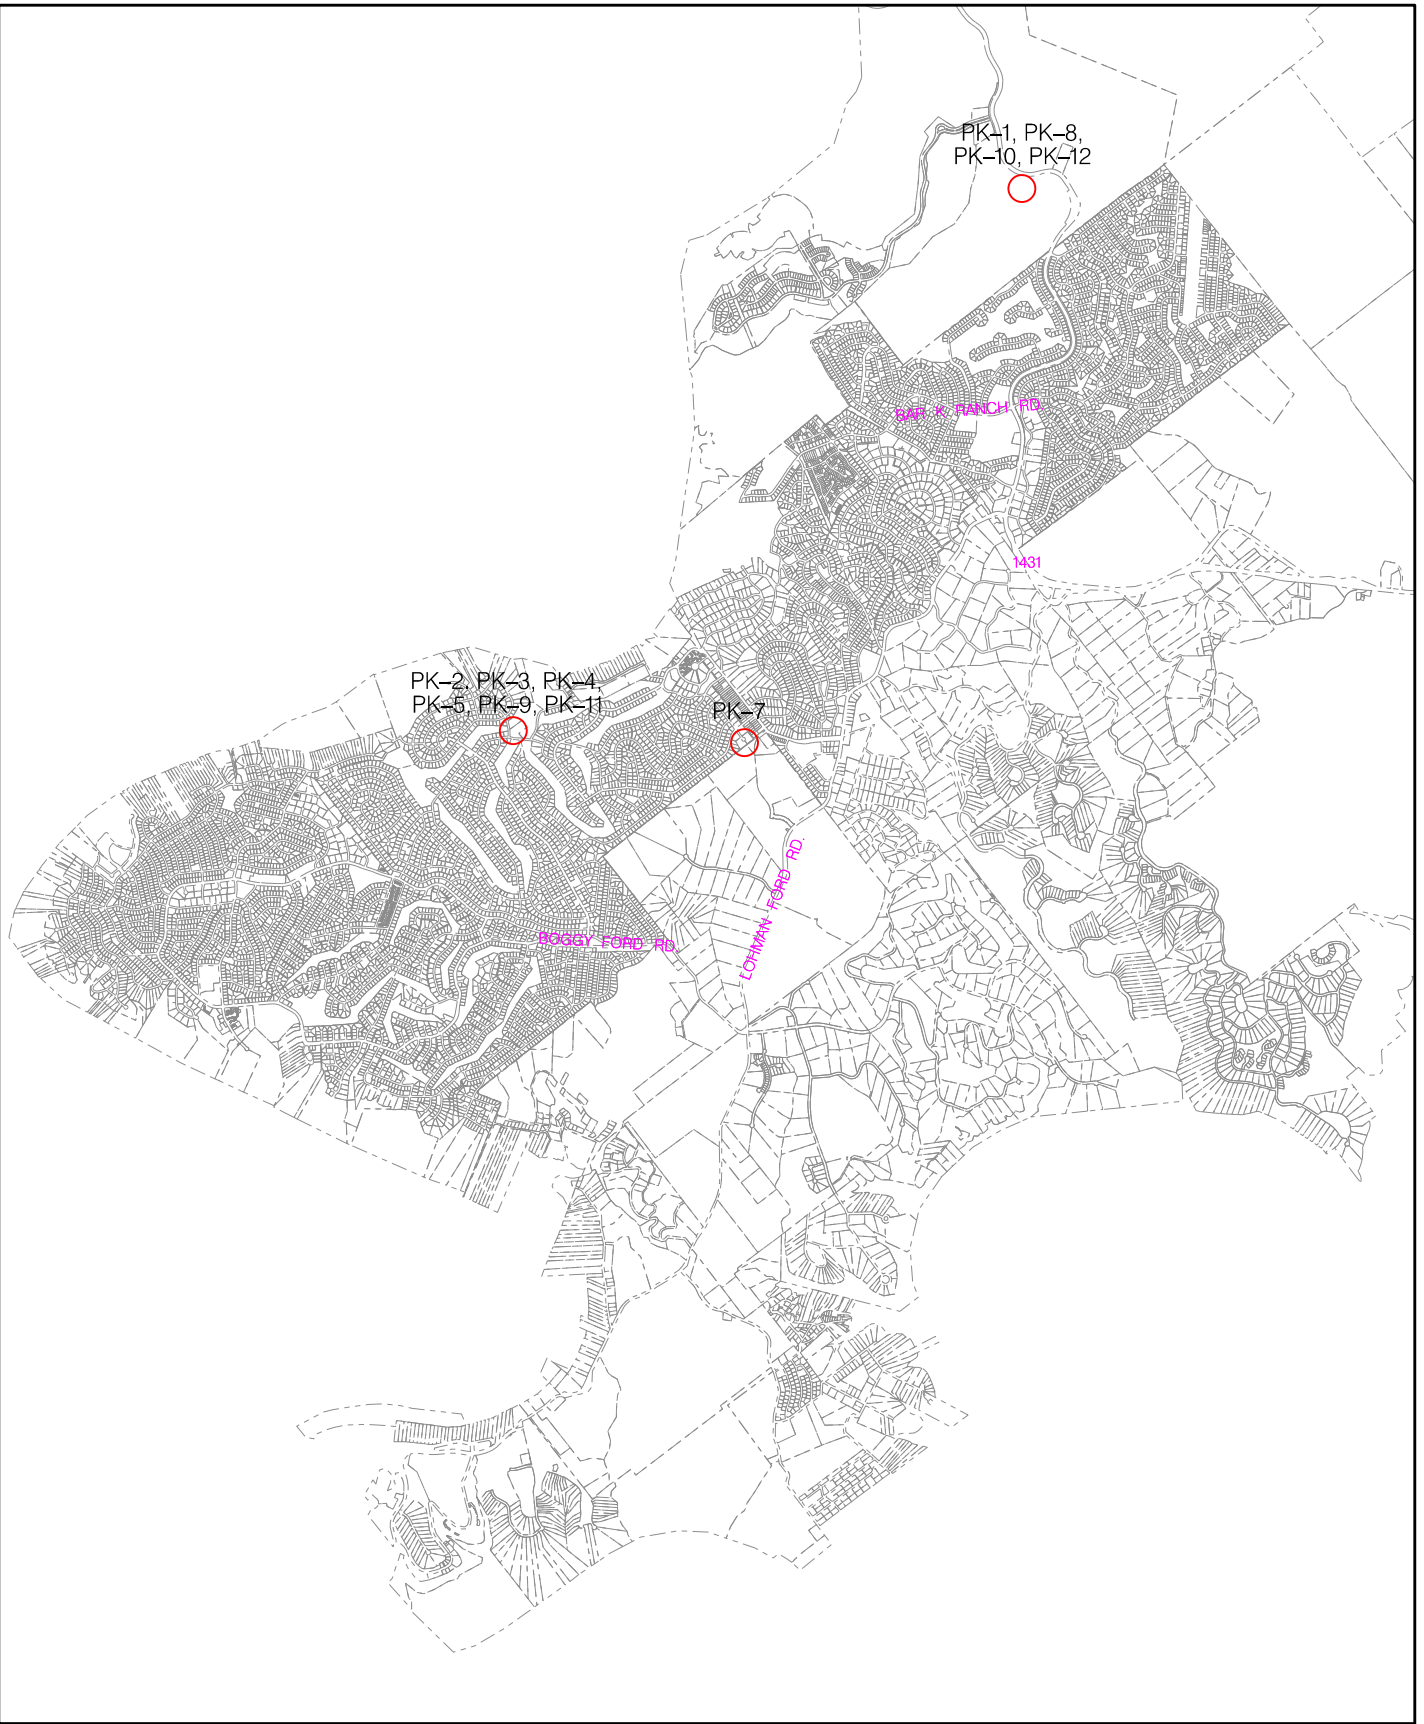 PK–1, PK–8,
PK–10, PK–12
BAR K RANCH RD.
1431
PK–2, PK–3, PK–4,
PK–5, PK–9, PK–11
PK–7
LOHMAN FORD RD.
BOGGY FORD RD.